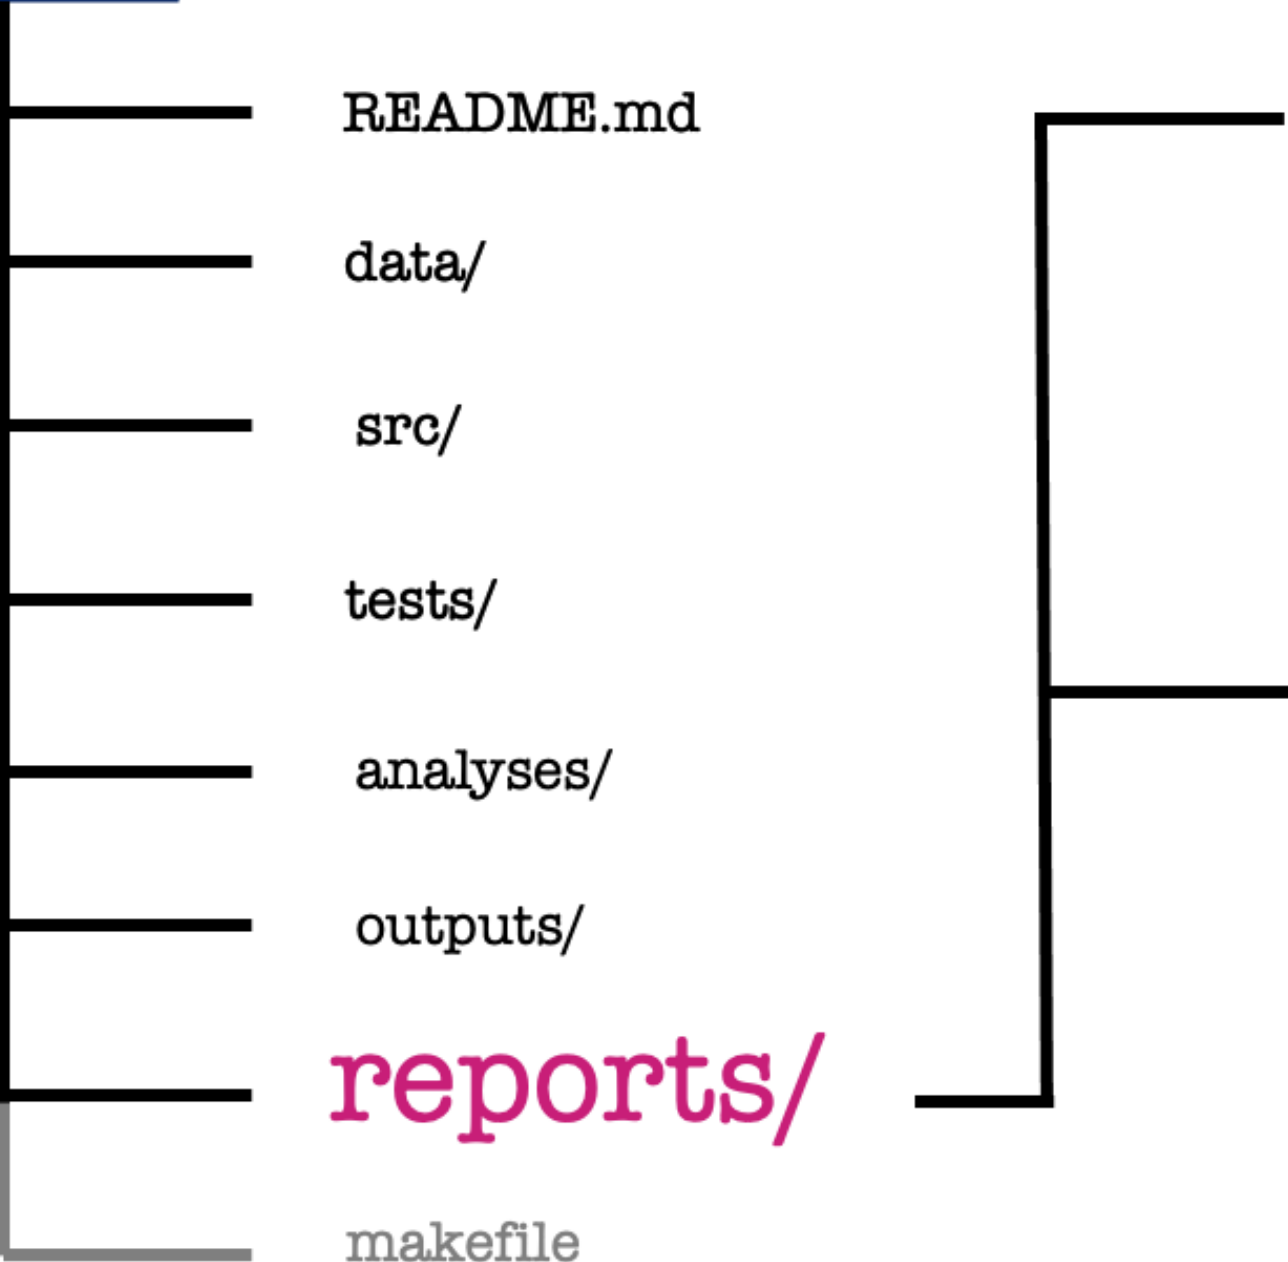 README.md
data/
src/
tests/
analyses/
outputs/
reports/
makefile